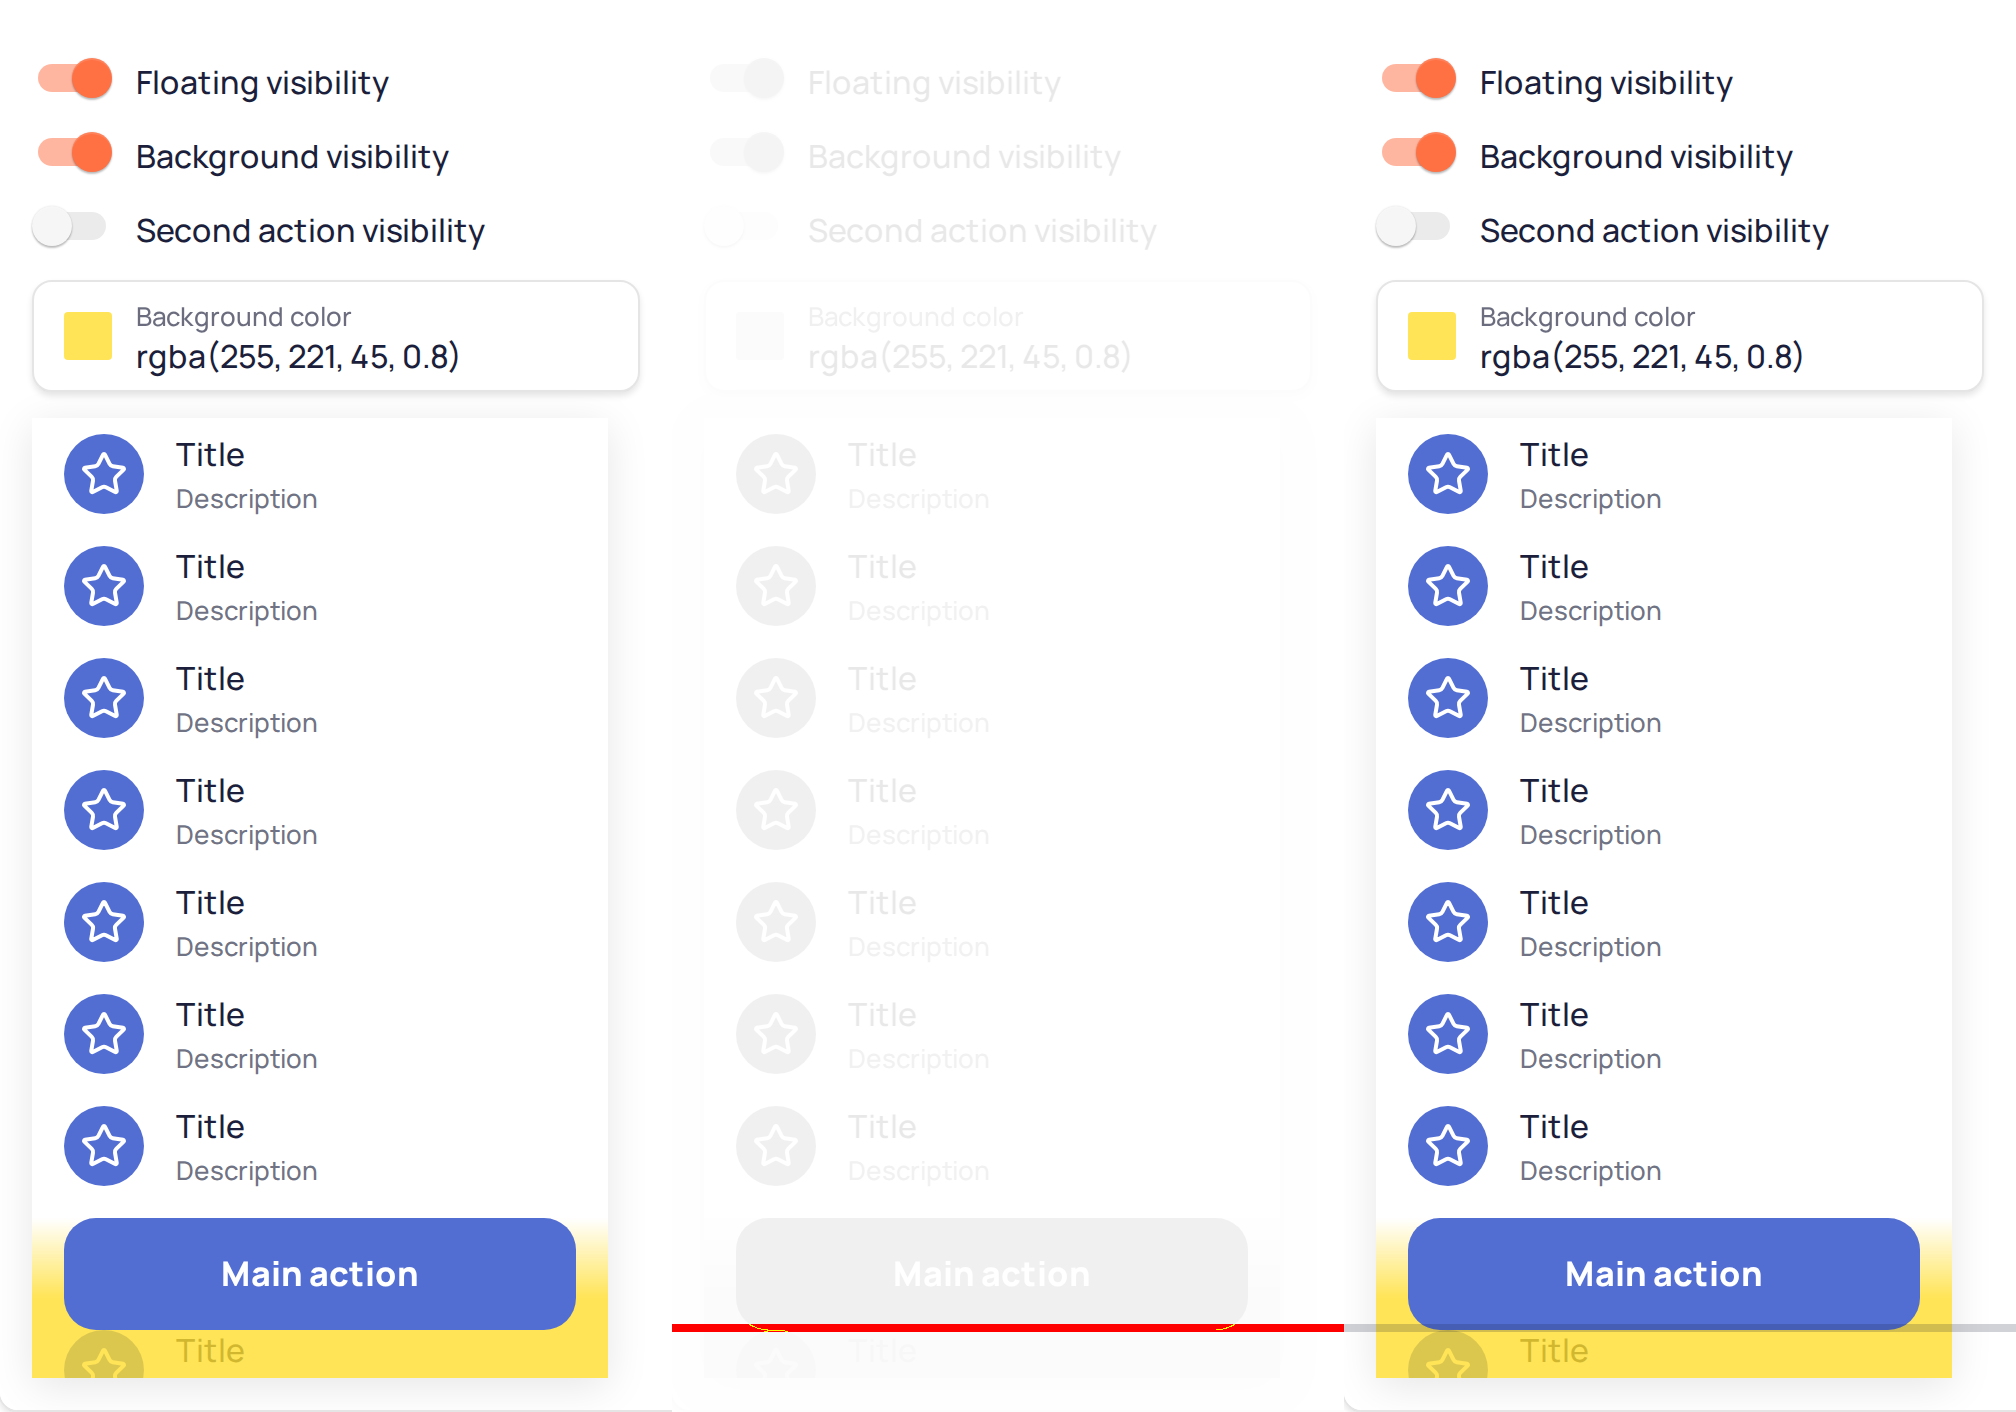 Floating visibility
Background visibility
Second action visibility
Background color
rgba(255, 221, 45, 0.8)
Title
Description
Title
Description
Title
Description
Title
Description
Title
Description
Title
Description
Title
Description
Main action
Title
Floating visibility
Background visibility
Second action visibility
Background color
rgba(255, 221, 45, 0.8)
Title
Description
Title
Description
Title
Description
Title
Description
Title
Description
Title
Description
Title
Description
Main action
Title
Floating visibility
Background visibility
Second action visibility
Background color
rgba(255, 221, 45, 0.8)
Title
Description
Title
Description
Title
Description
Title
Description
Title
Description
Title
Description
Title
Description
Main action
Title